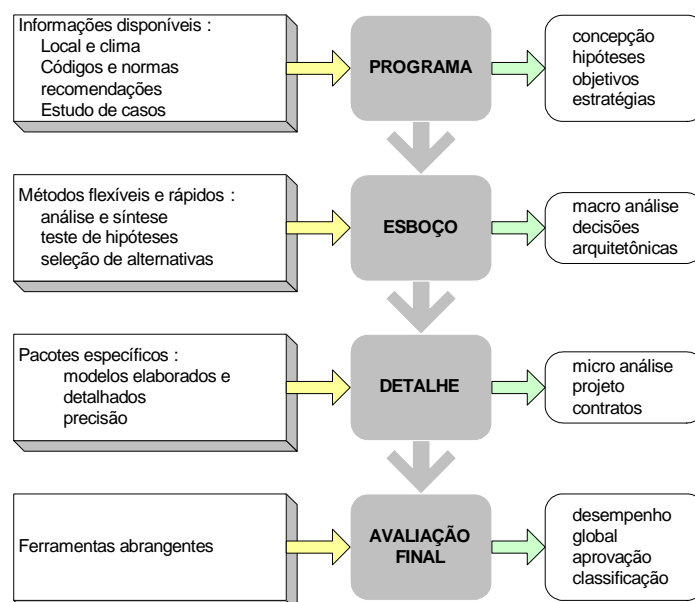 Informações disponíveis :
Local e clima
Códigos e normas
recomendações
Estudo de casos
PROGRAMA
concepção
hipóteses
objetivos
estratégias
Métodos flexíveis e rápidos :
análise e síntese
teste de hipóteses
seleção de alternativas
ESBOÇO
macro análise
decisões
arquitetônicas
Pacotes específicos :
modelos elaborados e
detalhados
precisão
DETALHE
micro análise
projeto
contratos
Ferramentas abrangentes
AVALIAÇÃO
FINAL
desempenho
global
aprovação
classificação